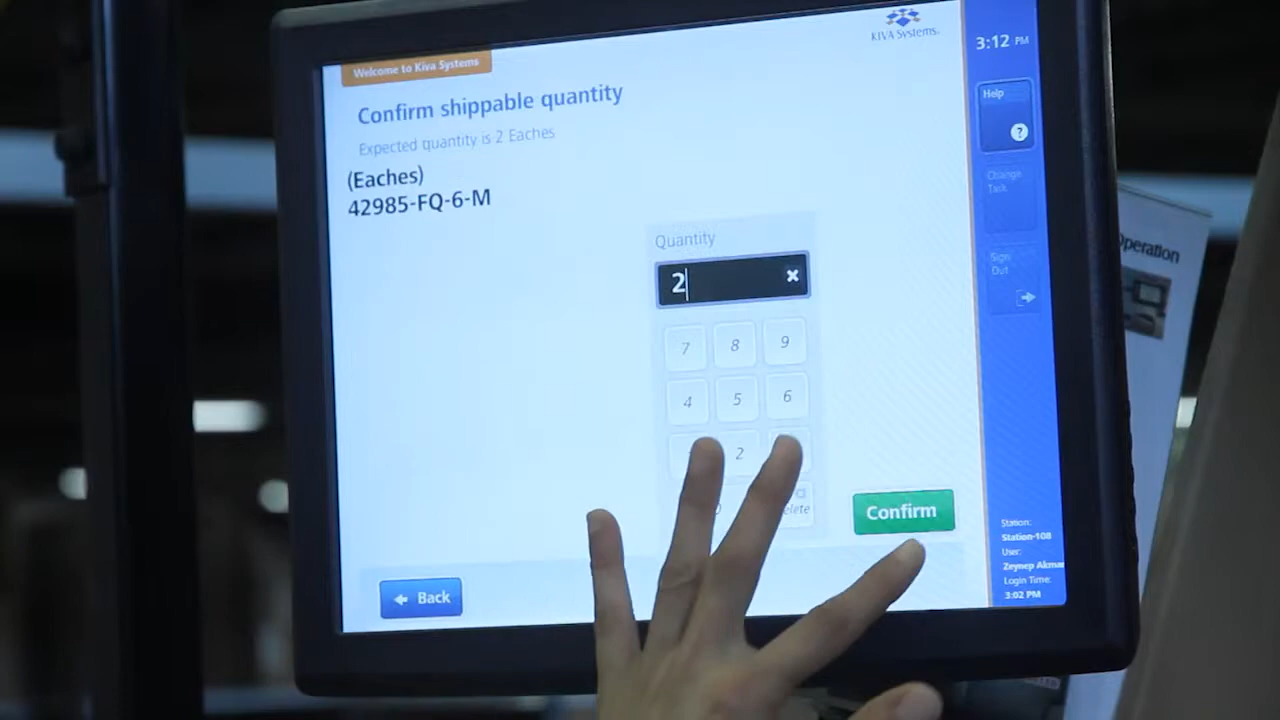 Welcome to Kiva Systems
KIVA Systems.
3:12 PM
Confirm shippable quantity
Expected quantity is 2 Eaches
(Eaches)
42985-FQ-6-M
Help
?
Change
Task
Sign
Out
Quantity
2
7 8 9
4 5 6
2
Confirm
Back
Station:
Station-108
User:
Zeynep Akma
Login Time:
3:02 PM
Operation